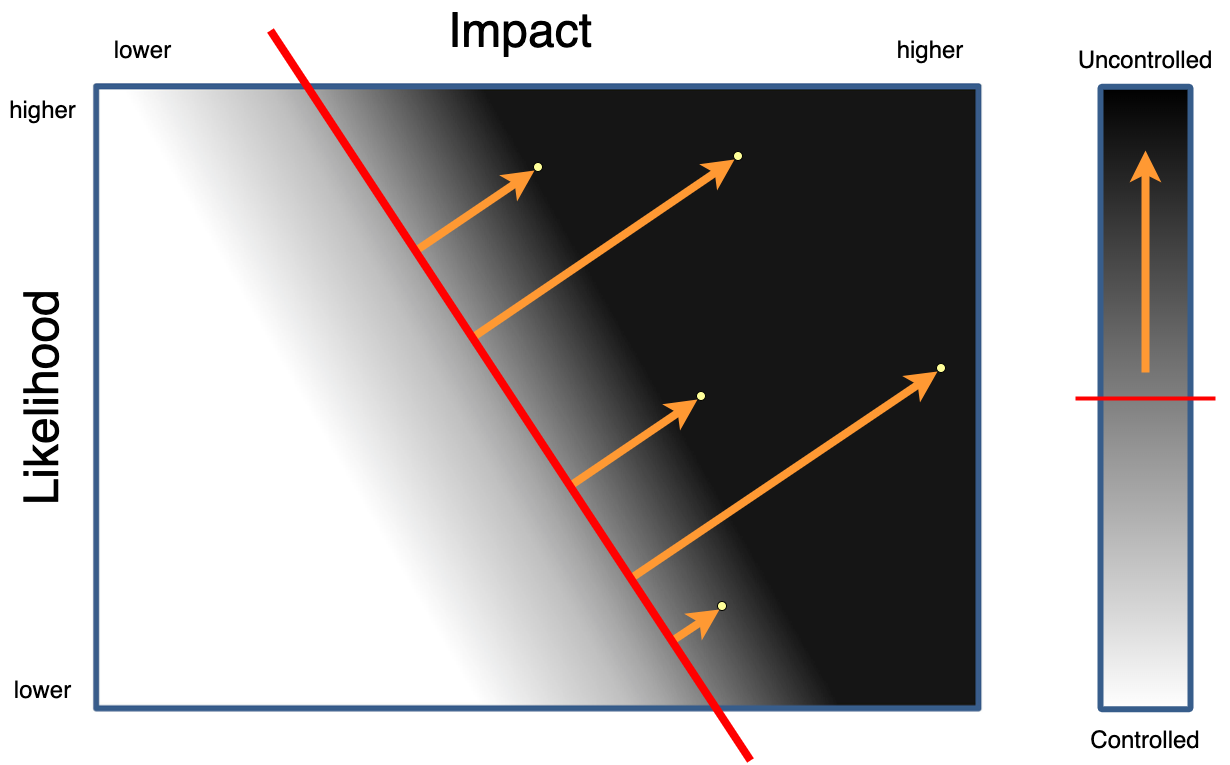 Impact
lower
higher
Uncontrolled
higher
Likelihood
lower
Controlled